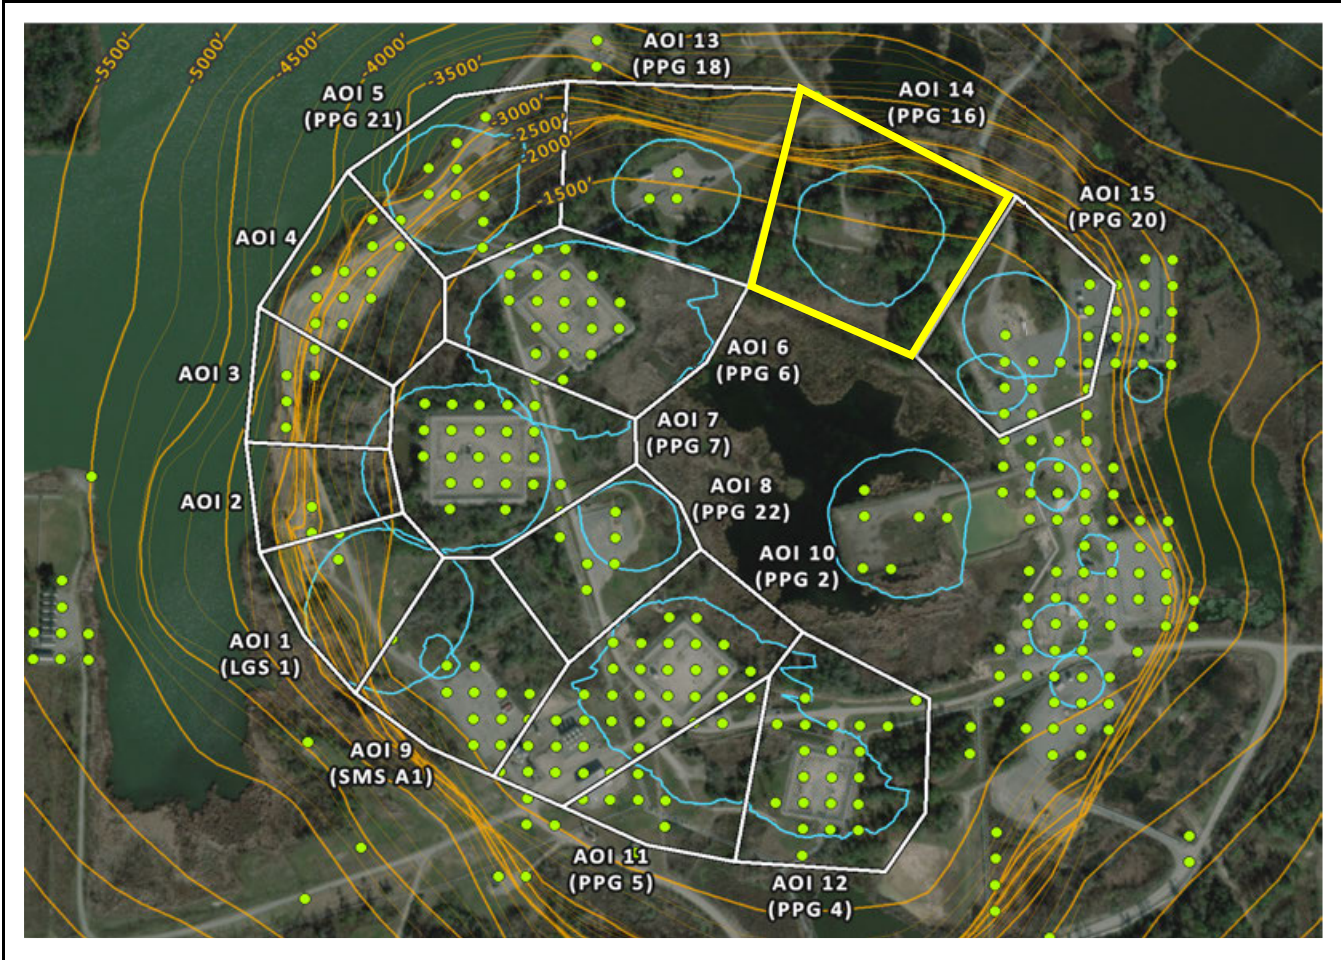 -5500'
-5000'
-4500'
-4000'
-3500'
-3000'
-2500'
-2000'
-1500'
AOI 13
(PPG 18)
AOI 14
(PPG 16)
AOI 5
(PPG 21)
AOI 15
(PPG 20)
AOI 4
AOI 3
AOI 6
(PPG 6)
AOI 7
(PPG 7)
AOI 2
AOI 8
(PPG 22)
AOI 10
(PPG 2)
AOI 1
(LGS 1)
AOI 9
(SMS A1)
AOI 11
(PPG 5)
AOI 12
(PPG 4)